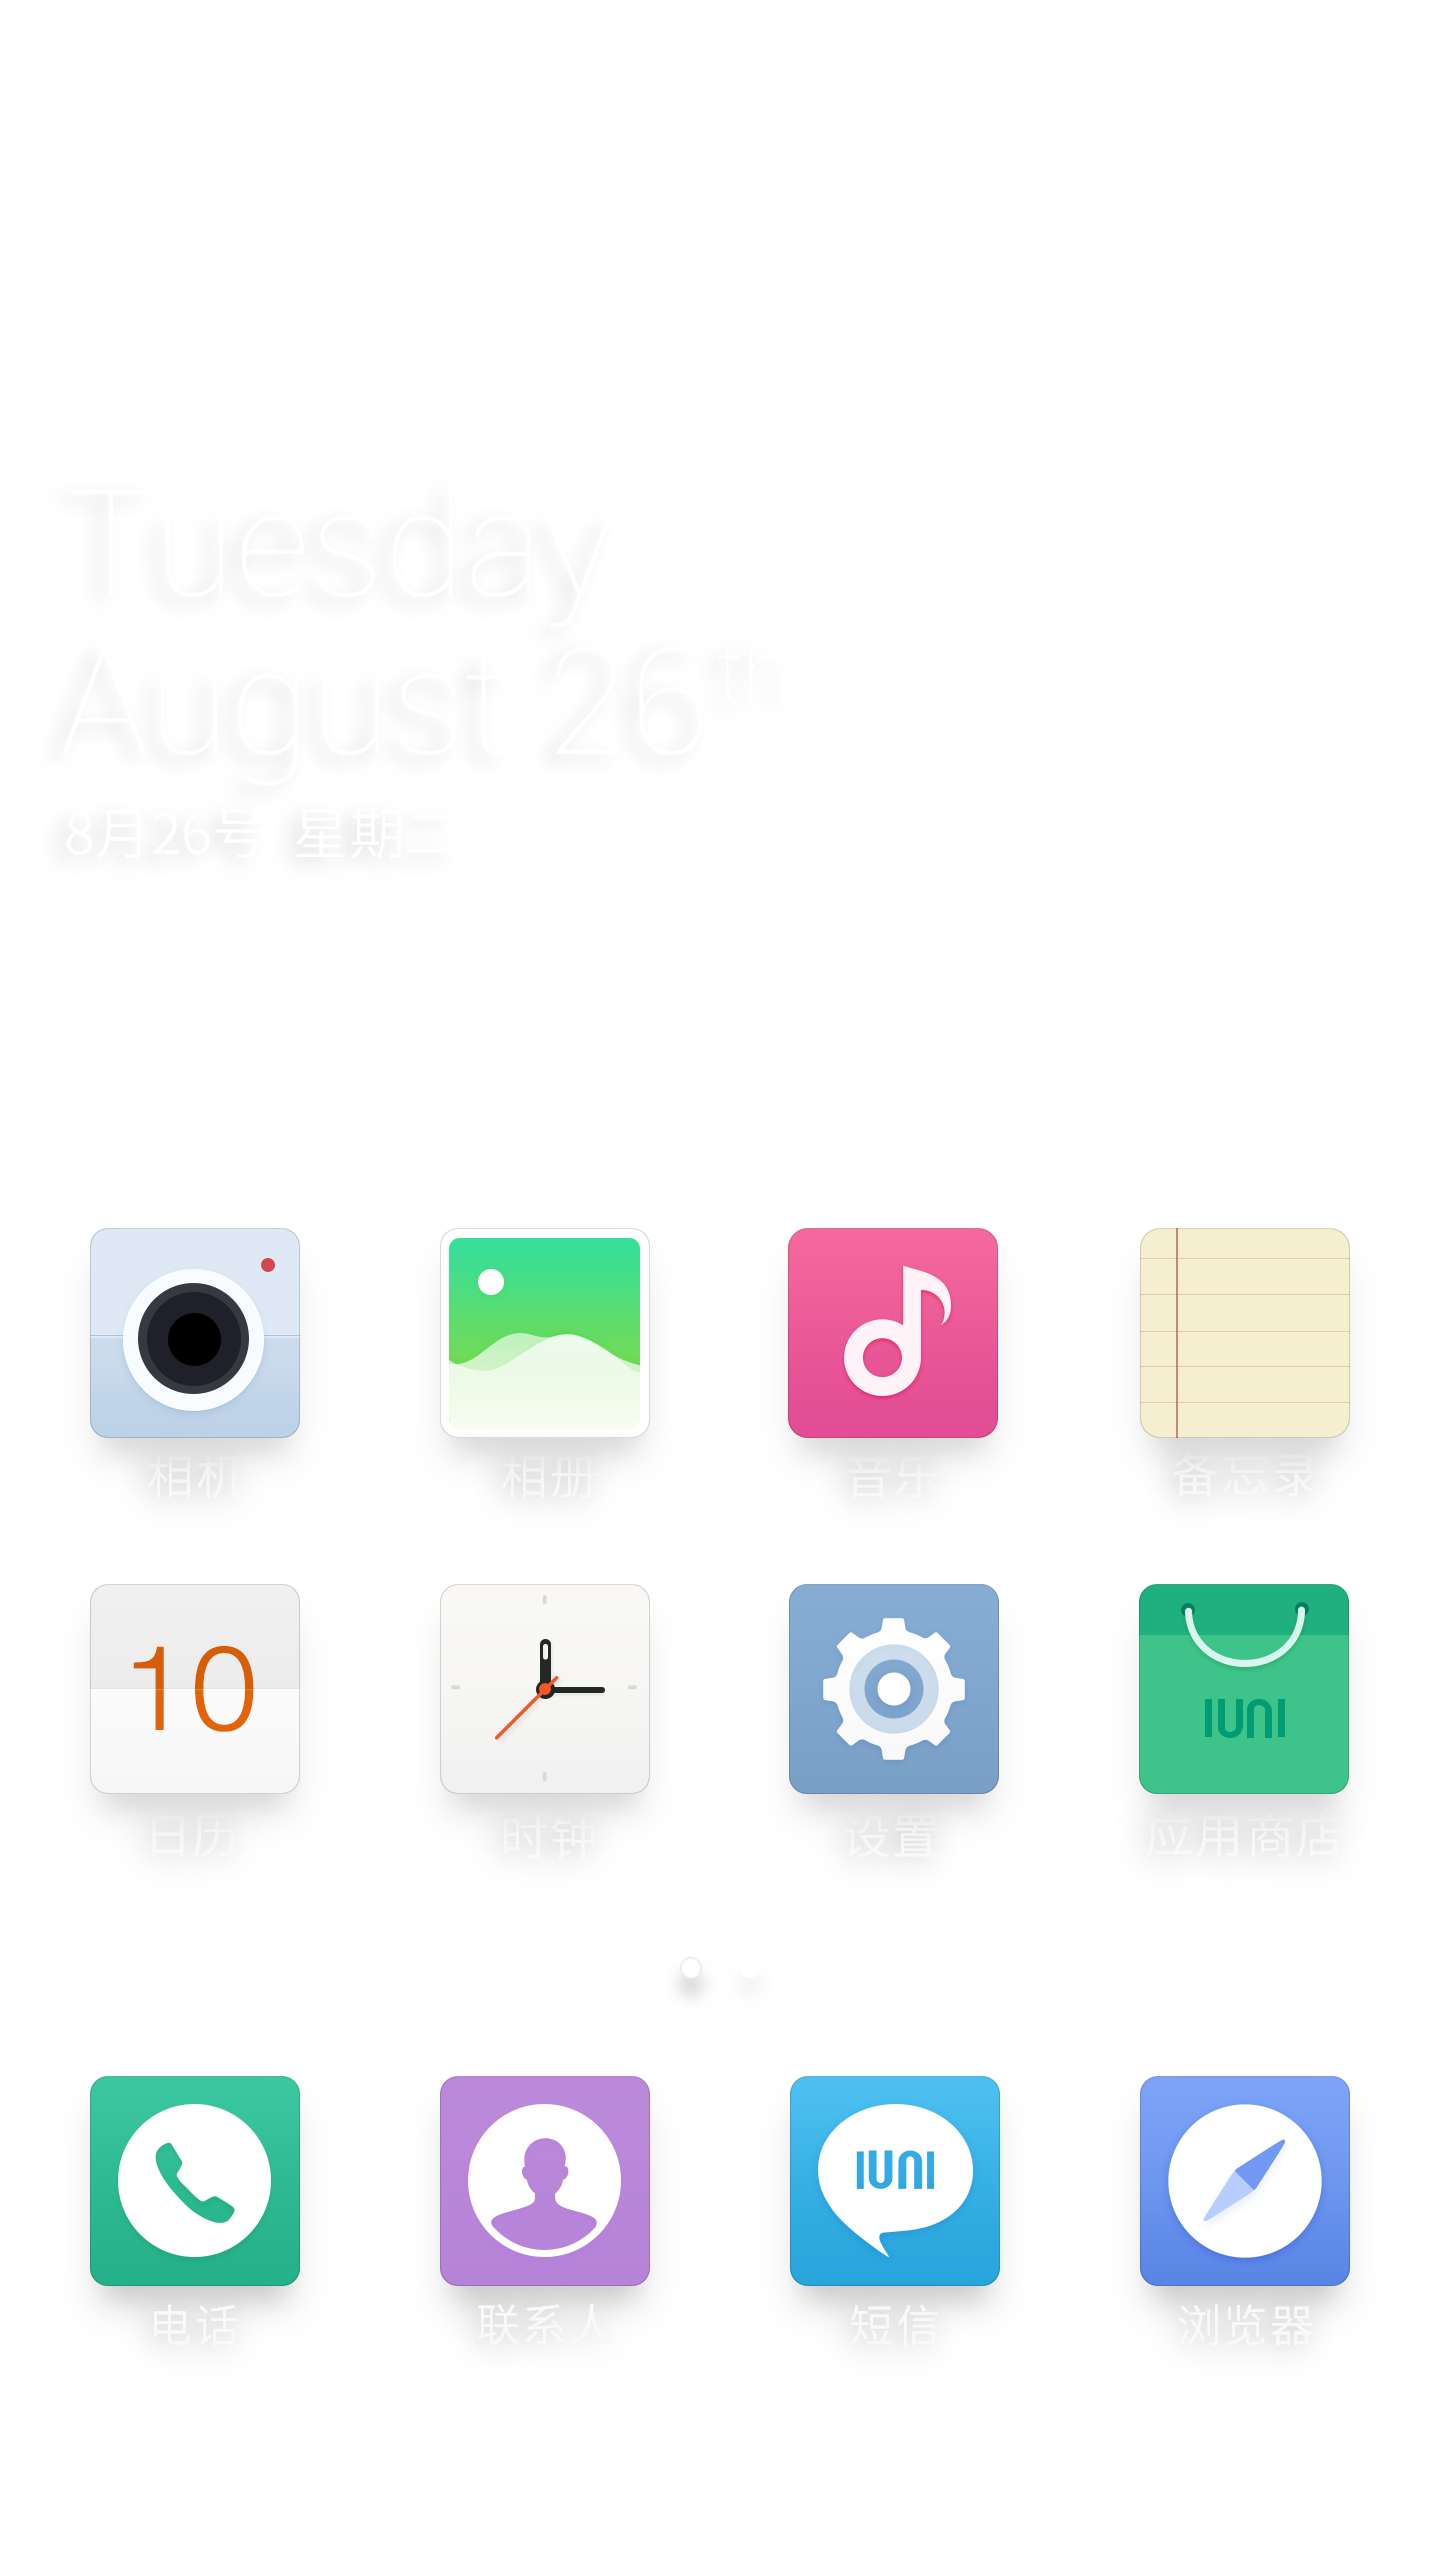 Tuesday
August 26th
8月26号 星期二
相机 相册 音乐 备忘录
10
IUNI
日历 时钟 设置 应用商店
IUNI
电话 联系人 短信 浏览器